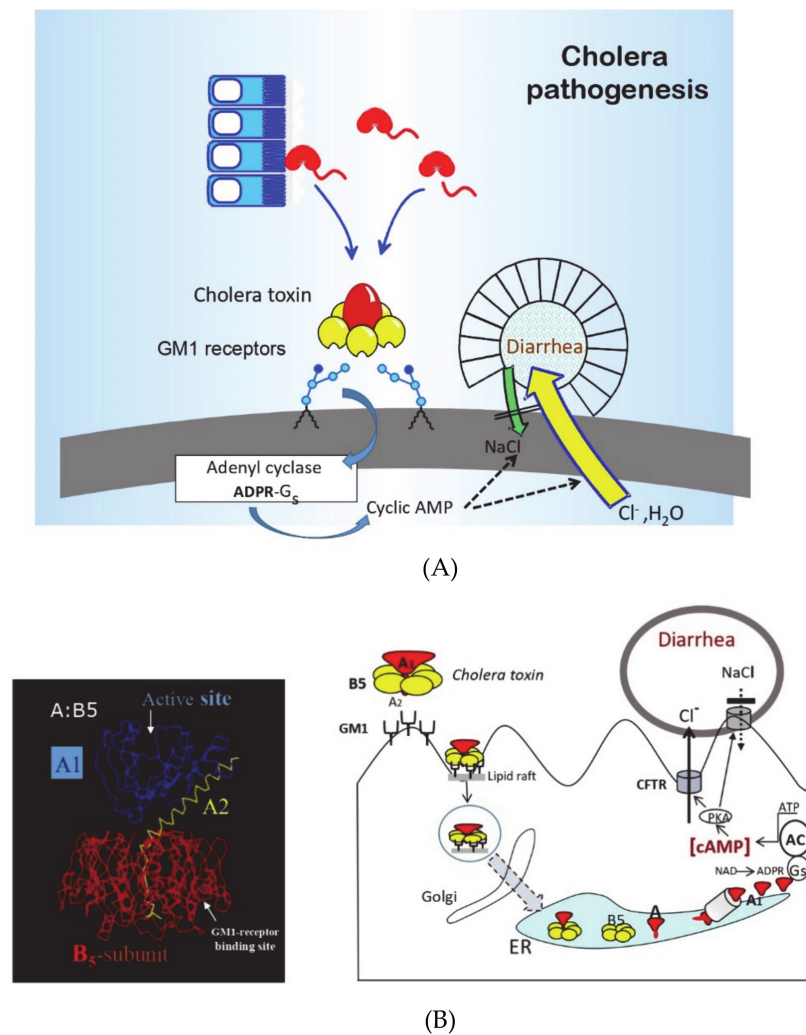 Cholera
pathogenesis
Cholera toxin
GM1 receptors
Diarrhea
NaCl
Adenyl cyclase
ADPR-Gs
Cyclic AMP
Cl⁻ ,H₂O
(A)
A:B5
Active site
A1
A2
GM1-receptor
binding site
B₅-subunit
A1
B5
Cholera toxin
A2
GM1
Lipid raft
Golgi
ER
B5
A
A1
Diarrhea
NaCl
Cl⁻
CFTR
PKA
ATP
[cAMP]
AC
NAD
ADPR
Gs
(B)